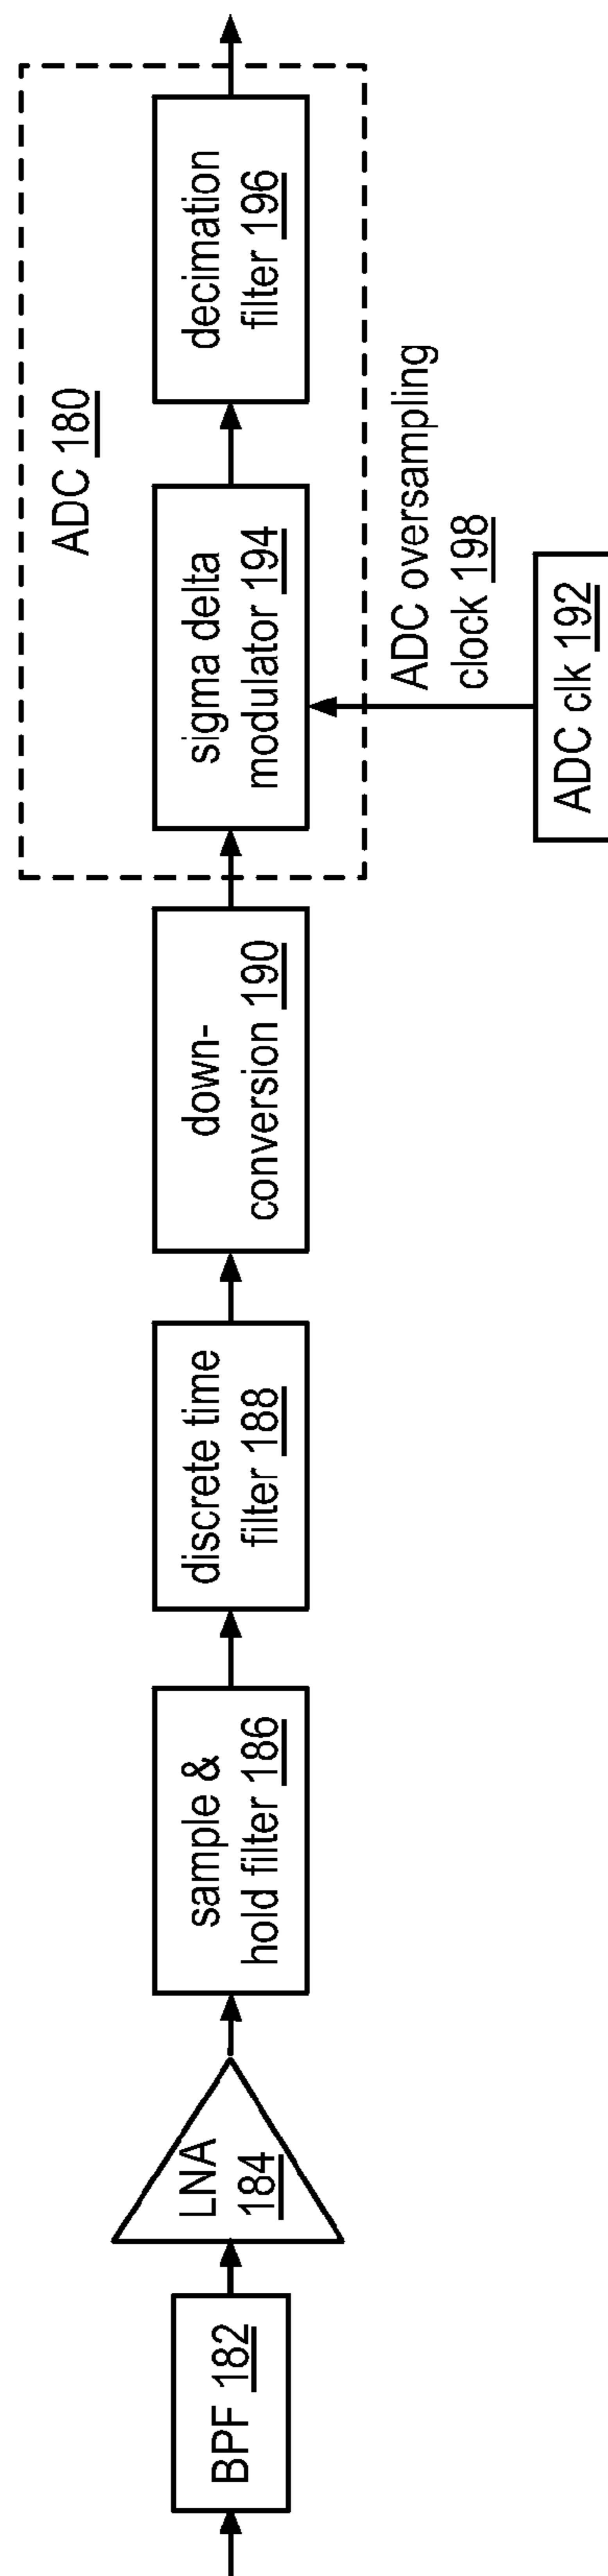 BPF 182
LNA
184
sample &
hold filter 186
discrete time
filter 188
down-
conversion 190
ADC 180
sigma delta
modulator 194
decimation
filter 196
ADC oversampling
clock 198
ADC clk 192